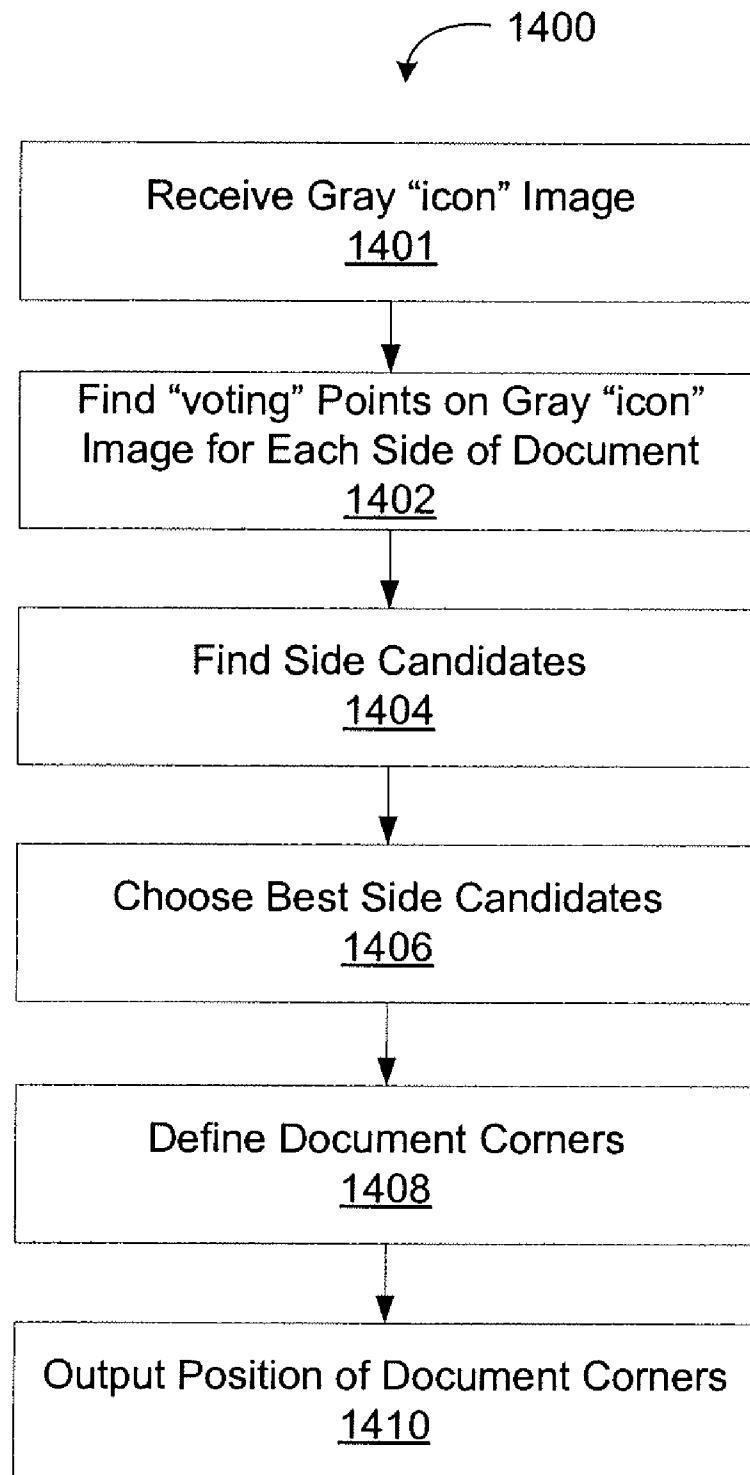 1400
Receive Gray “icon” Image
1401
Find “voting” Points on Gray “icon”
Image for Each Side of Document
1402
Find Side Candidates
1404
Choose Best Side Candidates
1406
Define Document Corners
1408
Output Position of Document Corners
1410